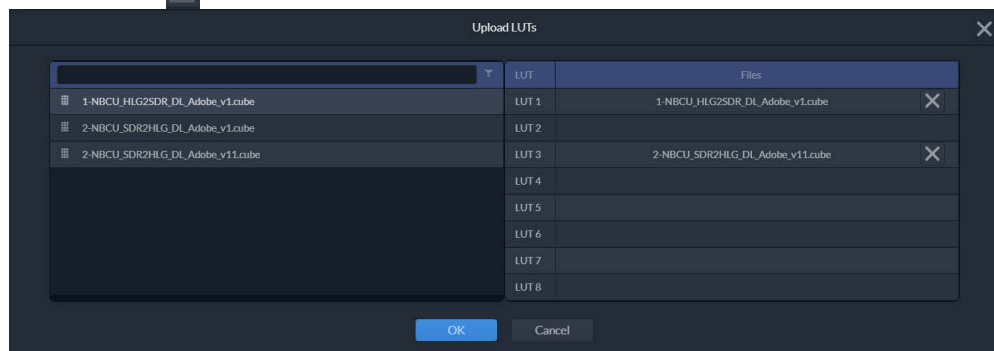 Upload LUTs
LUT Files
1-NBCU_HLG2SDR_DL_Adobe_v1.cube LUT 1 1-NBCU_HLG2SDR_DL_Adobe_v1.cube
2-NBCU_SDR2HLG_DL_Adobe_v1.cube LUT 2
2-NBCU_SDR2HLG_DL_Adobe_v11.cube LUT 3 2-NBCU_SDR2HLG_DL_Adobe_v11.cube
LUT 4
LUT 5
LUT 6
LUT 7
LUT 8
OK Cancel